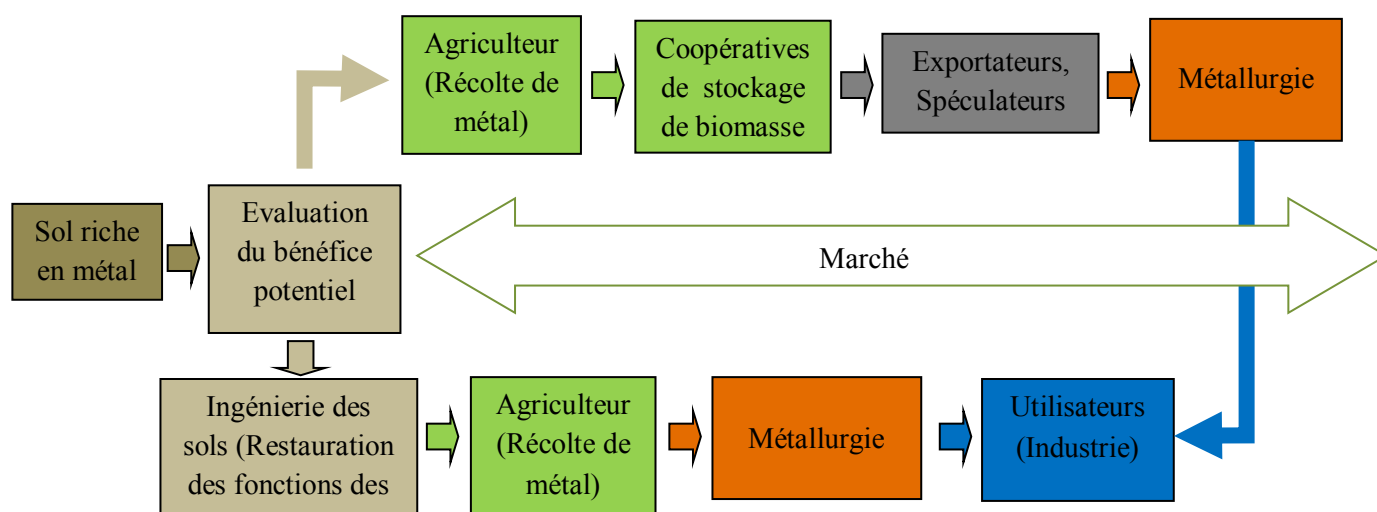 Agriculteur
(Récolte de
métal)
Coopératives
de stockage
de biomasse
Exportateurs,
Spéculateurs
Métallurgie
Sol riche
en métal
Evaluation
du bénéfice
potentiel
Marché
Ingénierie des
sols (Restauration
des fonctions des
Agriculteur
(Récolte de
métal)
Métallurgie
Utilisateurs
(Industrie)